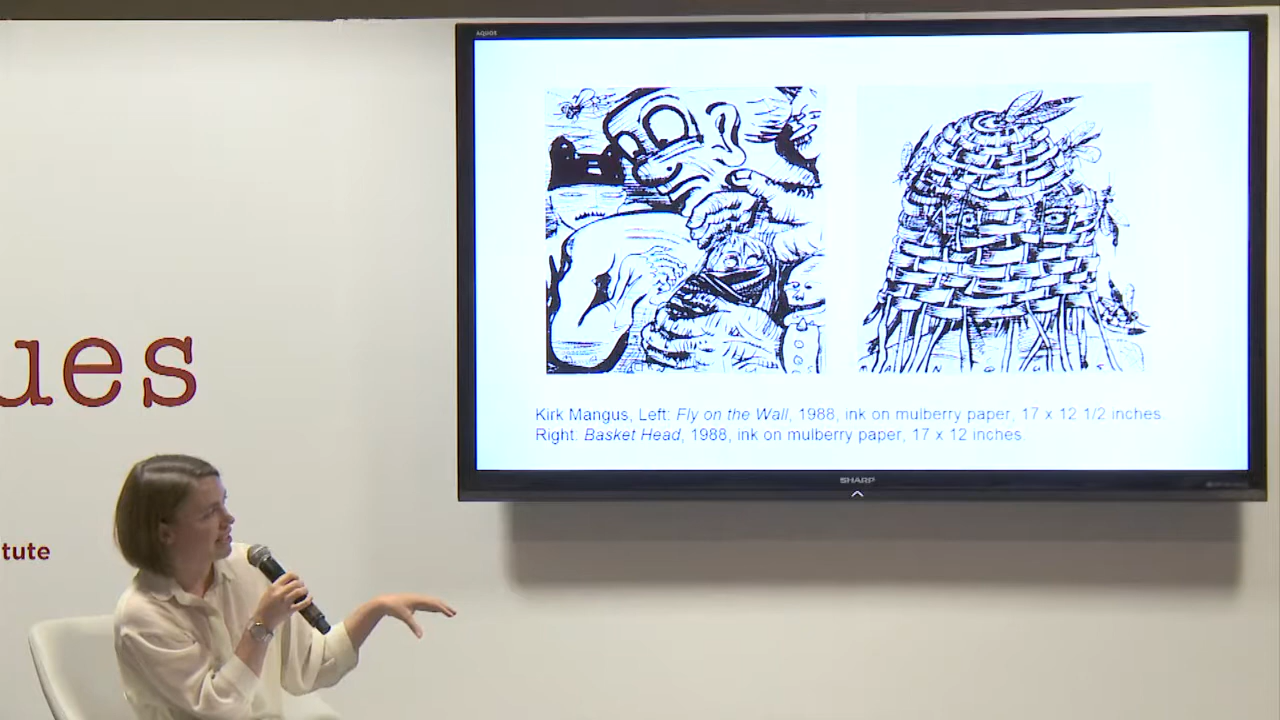 AQUOS
Kirk Mangus, Left: Fly on the Wall, 1988, ink on mulberry paper, 17 x 12 1/2 inches.
Right: Basket Head, 1988, ink on mulberry paper, 17 x 12 inches.
SHARP
ues
tute